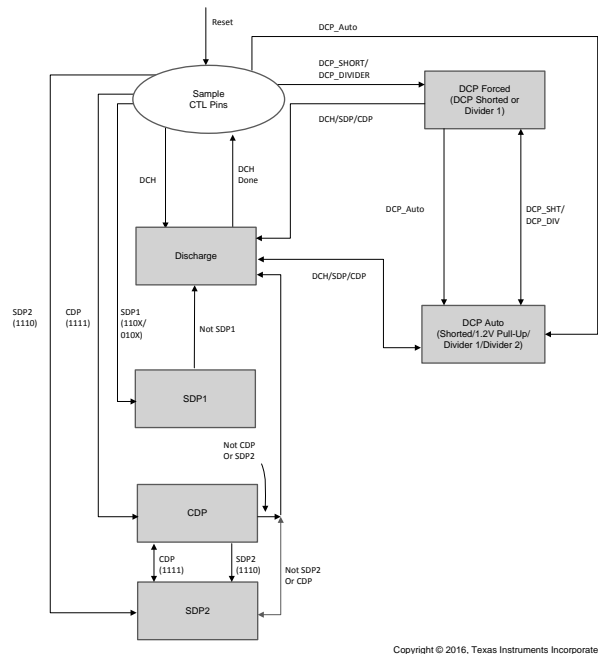 Reset
DCP_Auto
DCP_SHORT/
DCP_DIVIDER
Sample
CTL Pins
DCP Forced
(DCP Shorted or
Divider 1)
DCH/SDP/CDP
DCH
DCH
Done
DCP_Auto
DCP_SHT/
DCP_DIV
Discharge
DCH/SDP/CDP
SDP2
(1110)
CDP
(1111)
SDP1
(110X/
010X)
Not SDP1
DCP Auto
(Shorted/1.2V Pull-Up/
Divider 1/Divider 2)
SDP1
Not CDP
Or SDP2
CDP
CDP
(1111)
SDP2
(1110)
Not SDP2
Or CDP
SDP2
Copyright © 2016, Texas Instruments Incorporate